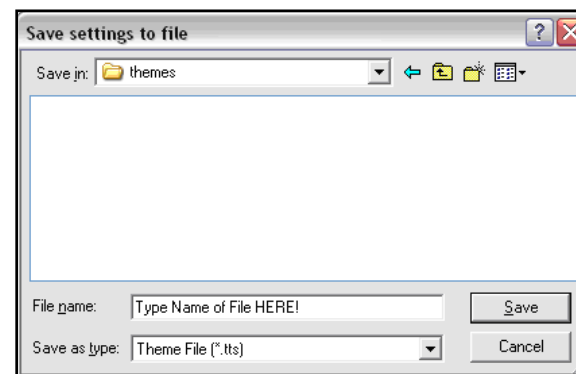 Save settings to file
Save in: themes
File name: Type Name of File HERE! Save
Save as type: Theme File (*.tts) Cancel